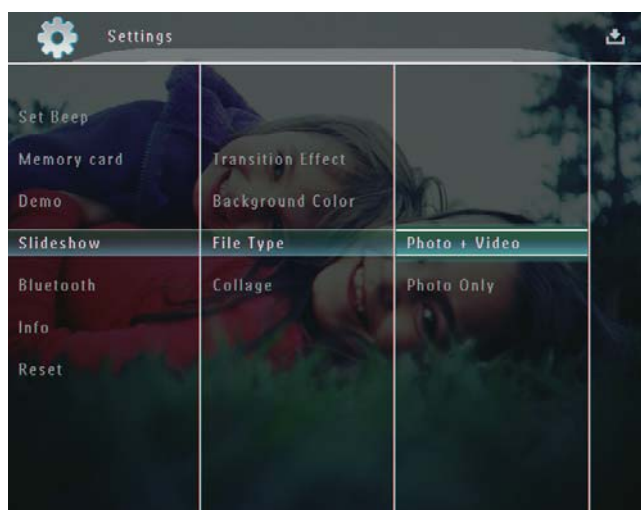 Settings
Set Beep
Memory card
Demo
Slideshow
Bluetooth
Info
Reset
Transition Effect
Background Color
File Type
Collage
Photo + Video
Photo Only